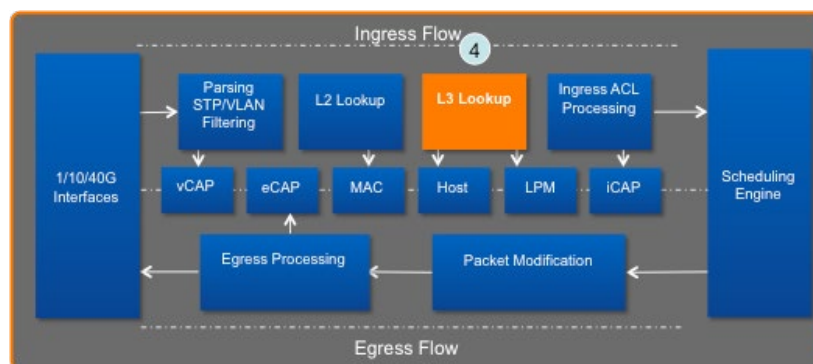 Ingress Flow
4
Parsing
STP/VLAN
Filtering
L2 Lookup
L3 Lookup
Ingress ACL
Processing
1/10/40G
Interfaces
vCAP
eCAP
MAC
Host
LPM
iCAP
Scheduling
Engine
Egress Processing
Packet Modification
Egress Flow